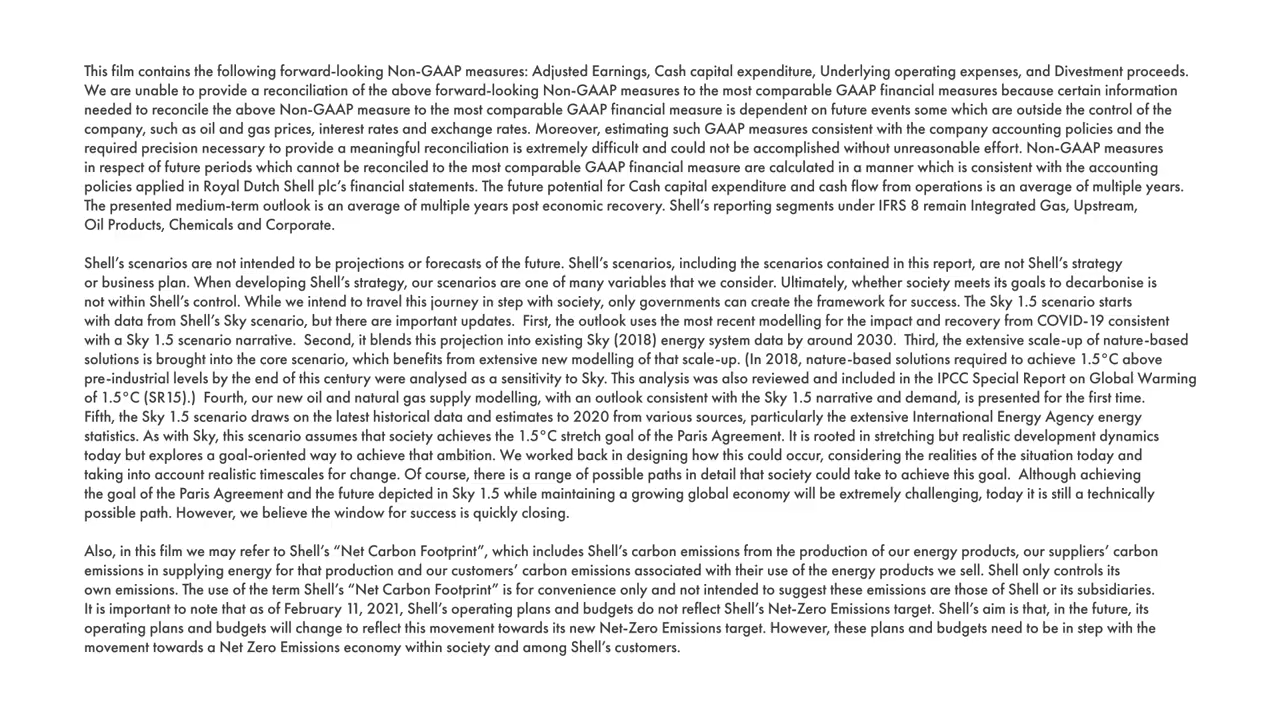 This film contains the following forward-looking Non-GAAP measures: Adjusted Earnings, Cash capital expenditure, Underlying operating expenses, and Divestment proceeds.
We are unable to provide a reconciliation of the above forward-looking Non-GAAP measures to the most comparable GAAP financial measures because certain information
needed to reconcile the above Non-GAAP measure to the most comparable GAAP financial measure is dependent on future events some which are outside the control of the
company, such as oil and gas prices, interest rates and exchange rates. Moreover, estimating such GAAP measures consistent with the company accounting policies and the
required precision necessary to provide a meaningful reconciliation is extremely difficult and could not be accomplished without unreasonable effort. Non-GAAP measures
in respect of future periods which cannot be reconciled to the most comparable GAAP financial measure are calculated in a manner which is consistent with the accounting
policies applied in Royal Dutch Shell plc's financial statements. The future potential for Cash capital expenditure and cash flow from operations is an average of multiple years.
The presented medium-term outlook is an average of multiple years post economic recovery. Shell's reporting segments under IFRS 8 remain Integrated Gas, Upstream,
Oil Products, Chemicals and Corporate.
Shell's scenarios are not intended to be projections or forecasts of the future. Shell's scenarios, including the scenarios contained in this report, are not Shell's strategy
or business plan. When developing Shell's strategy, our scenarios are one of many variables that we consider. Ultimately, whether society meets its goals to decarbonise is
not within Shell's control. While we intend to travel this journey in step with society, only governments can create the framework for success. The Sky 1.5 scenario starts
with data from Shell's Sky scenario, but there are important updates.  First, the outlook uses the most recent modelling for the impact and recovery from COVID-19 consistent
with a Sky 1.5 scenario narrative.  Second, it blends this projection into existing Sky (2018) energy system data by around 2030.  Third, the extensive scale-up of nature-based
solutions is brought into the core scenario, which benefits from extensive new modelling of that scale-up. (In 2018, nature-based solutions required to achieve 1.5°C above
pre-industrial levels by the end of this century were analysed as a sensitivity to Sky. This analysis was also reviewed and included in the IPCC Special Report on Global Warming
of 1.5°C (SR15).)  Fourth, our new oil and natural gas supply modelling, with an outlook consistent with the Sky 1.5 narrative and demand, is presented for the first time.
Fifth, the Sky 1.5 scenario draws on the latest historical data and estimates to 2020 from various sources, particularly the extensive International Energy Agency energy
statistics. As with Sky, this scenario assumes that society achieves the 1.5°C stretch goal of the Paris Agreement. It is rooted in stretching but realistic development dynamics
today but explores a goal-oriented way to achieve that ambition. We worked back in designing how this could occur, considering the realities of the situation today and
taking into account realistic timescales for change. Of course, there is a range of possible paths in detail that society could take to achieve this goal.  Although achieving
the goal of the Paris Agreement and the future depicted in Sky 1.5 while maintaining a growing global economy will be extremely challenging, today it is still a technically
possible path. However, we believe the window for success is quickly closing.
Also, in this film we may refer to Shell's “Net Carbon Footprint”, which includes Shell's carbon emissions from the production of our energy products, our suppliers' carbon
emissions in supplying energy for that production and our customers' carbon emissions associated with their use of the energy products we sell. Shell only controls its
own emissions. The use of the term Shell's “Net Carbon Footprint” is for convenience only and not intended to suggest these emissions are those of Shell or its subsidiaries.
It is important to note that as of February 11, 2021, Shell's operating plans and budgets do not reflect Shell's Net-Zero Emissions target. Shell's aim is that, in the future, its
operating plans and budgets will change to reflect this movement towards its new Net-Zero Emissions target. However, these plans and budgets need to be in step with the
movement towards a Net Zero Emissions economy within society and among Shell's customers.